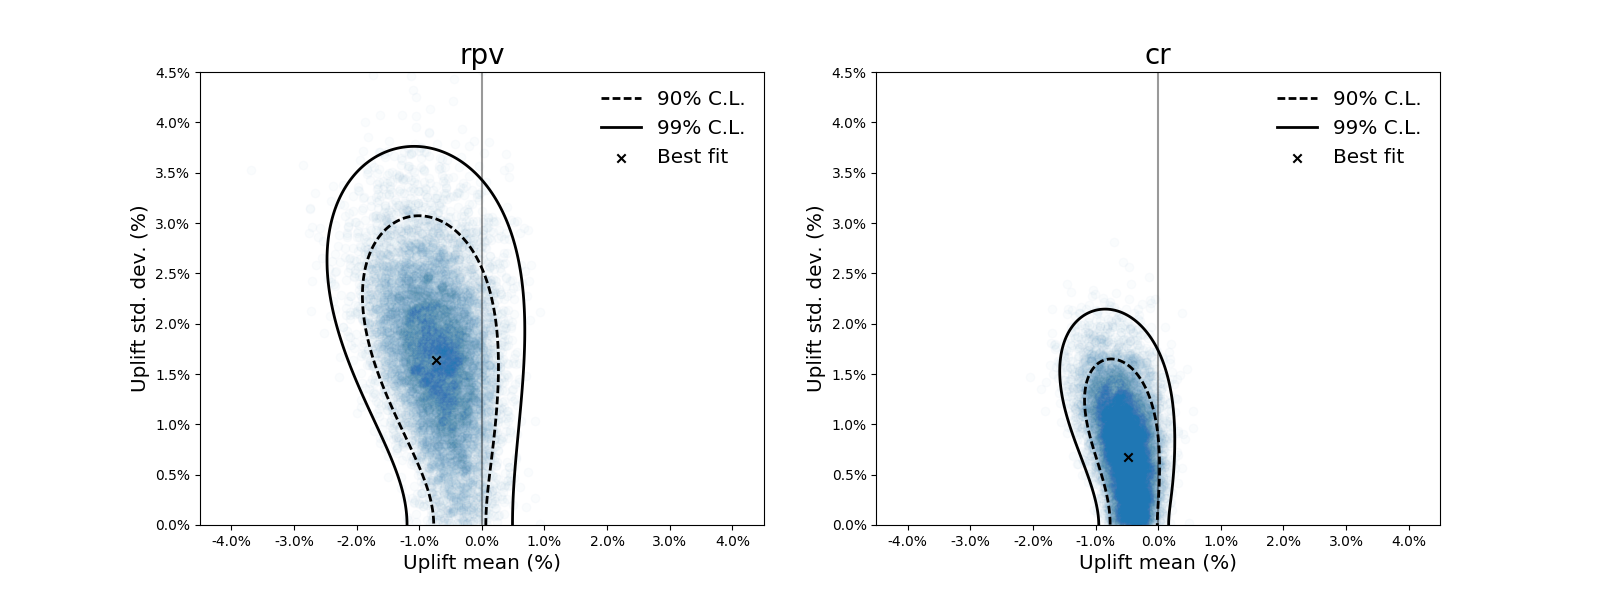 rpv
4.5%
4.0%
3.5%
3.0%
2.5%
2.0%
1.5%
1.0%
0.5%
0.0%
Uplift std. dev. (%)
90% C.L.
99% C.L.
Best fit
-4.0% -3.0% -2.0% -1.0% 0.0% 1.0% 2.0% 3.0% 4.0%
Uplift mean (%)
cr
4.5%
4.0%
3.5%
3.0%
2.5%
2.0%
1.5%
1.0%
0.5%
0.0%
Uplift std. dev. (%)
90% C.L.
99% C.L.
Best fit
-4.0% -3.0% -2.0% -1.0% 0.0% 1.0% 2.0% 3.0% 4.0%
Uplift mean (%)